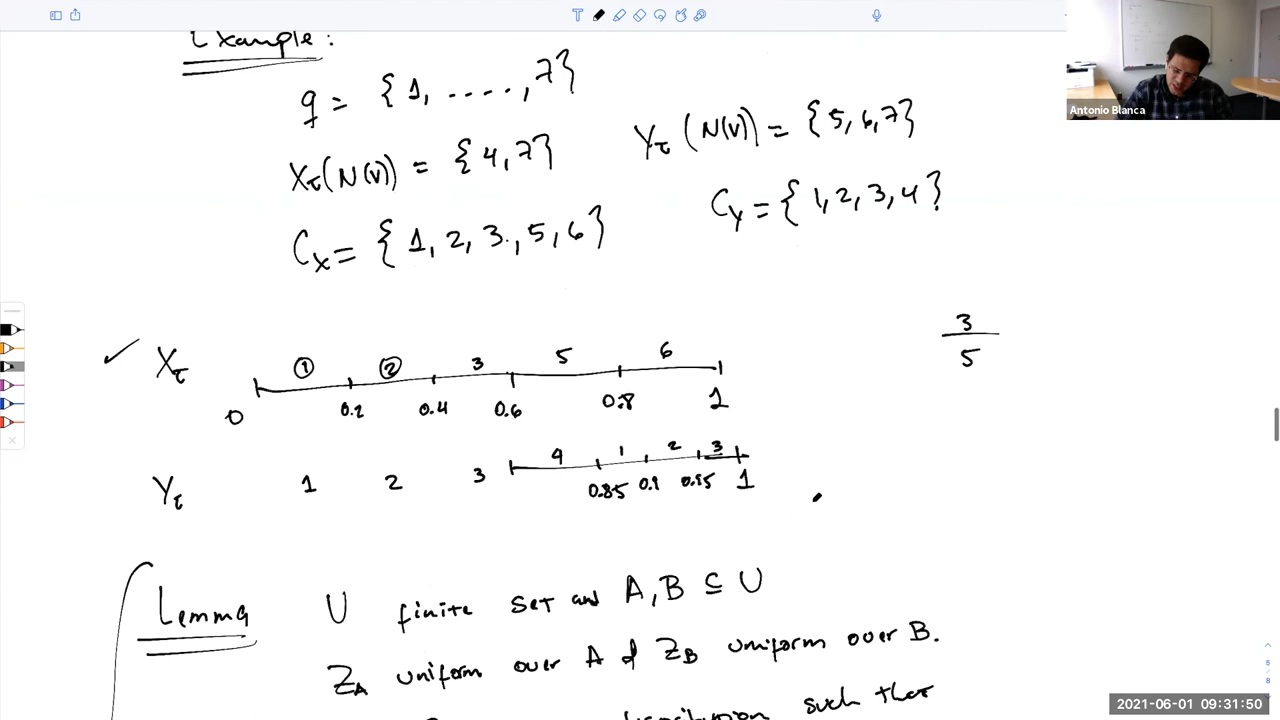 Example:
q = {1, ...., 7}
Xτ(N(v)) = {4,7}
Yτ(N(v)) = {5,6,7}
Cx = {1, 2, 3, 5, 6}
Cy = {1,2,3,4}
3
5
✓ Xτ ① ② 3 5 6
0 0.2 0.4 0.6 0.8 1
Yτ 1 2 3 4 1 2 3
0.85 0.9 0.95 1
Lemma U finite set and A, B ⊆ U
ZA uniform over A & ZB uniform over B.
such that
Antonio Blanca
6
8
2021-06-01 09:31:50